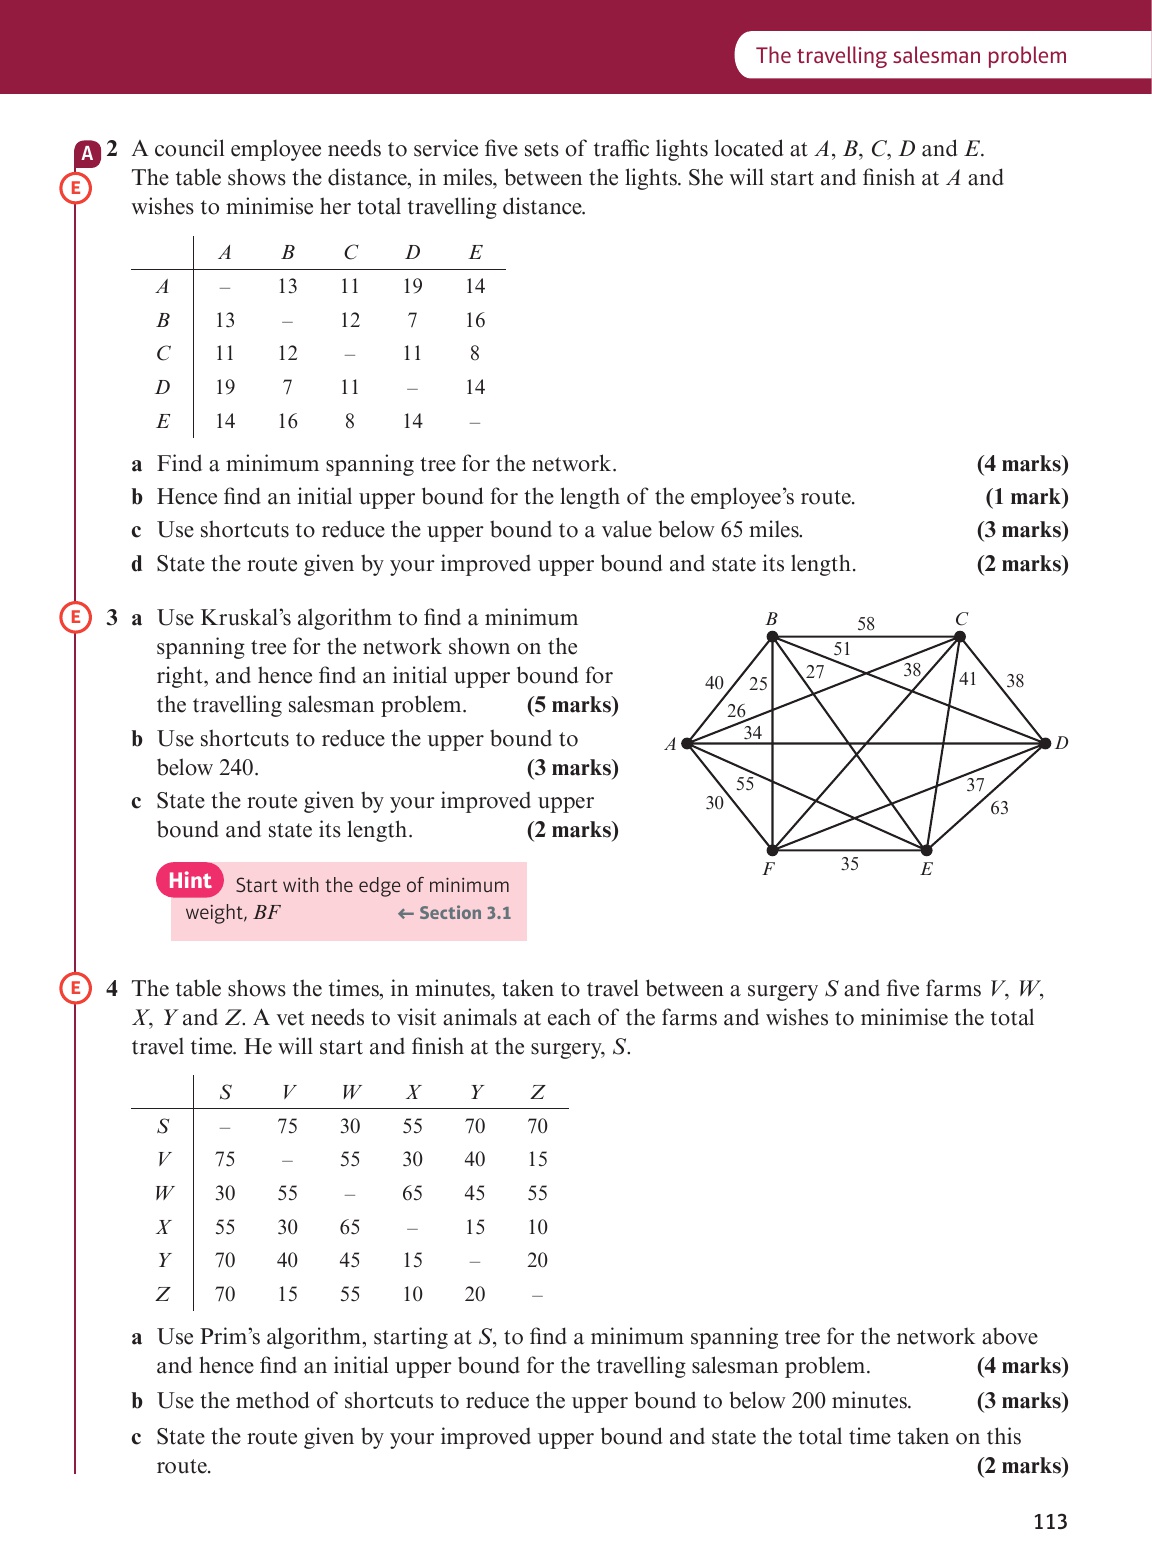 The travelling salesman problem
A
E
2 A council employee needs to service five sets of traffic lights located at A, B, C, D and E.
The table shows the distance, in miles, between the lights. She will start and finish at A and
wishes to minimise her total travelling distance.
A B C D E
A – 13 11 19 14
B 13 – 12 7 16
C 11 12 – 11 8
D 19 7 11 – 14
E 14 16 8 14 –
a Find a minimum spanning tree for the network. (4 marks)
b Hence find an initial upper bound for the length of the employee's route. (1 mark)
c Use shortcuts to reduce the upper bound to a value below 65 miles. (3 marks)
d State the route given by your improved upper bound and state its length. (2 marks)
E
3 a Use Kruskal's algorithm to find a minimum
spanning tree for the network shown on the
right, and hence find an initial upper bound for
the travelling salesman problem. (5 marks)
b Use shortcuts to reduce the upper bound to
below 240. (3 marks)
c State the route given by your improved upper
bound and state its length. (2 marks)
Hint Start with the edge of minimum
weight, BF ← Section 3.1
B 58 C
51
40 25 27 38 41 38
26
A 34 D
55 37
30 63
F 35 E
E
4 The table shows the times, in minutes, taken to travel between a surgery S and five farms V, W,
X, Y and Z. A vet needs to visit animals at each of the farms and wishes to minimise the total
travel time. He will start and finish at the surgery, S.
S V W X Y Z
S – 75 30 55 70 70
V 75 – 55 30 40 15
W 30 55 – 65 45 55
X 55 30 65 – 15 10
Y 70 40 45 15 – 20
Z 70 15 55 10 20 –
a Use Prim's algorithm, starting at S, to find a minimum spanning tree for the network above
and hence find an initial upper bound for the travelling salesman problem. (4 marks)
b Use the method of shortcuts to reduce the upper bound to below 200 minutes. (3 marks)
c State the route given by your improved upper bound and state the total time taken on this
route. (2 marks)
113